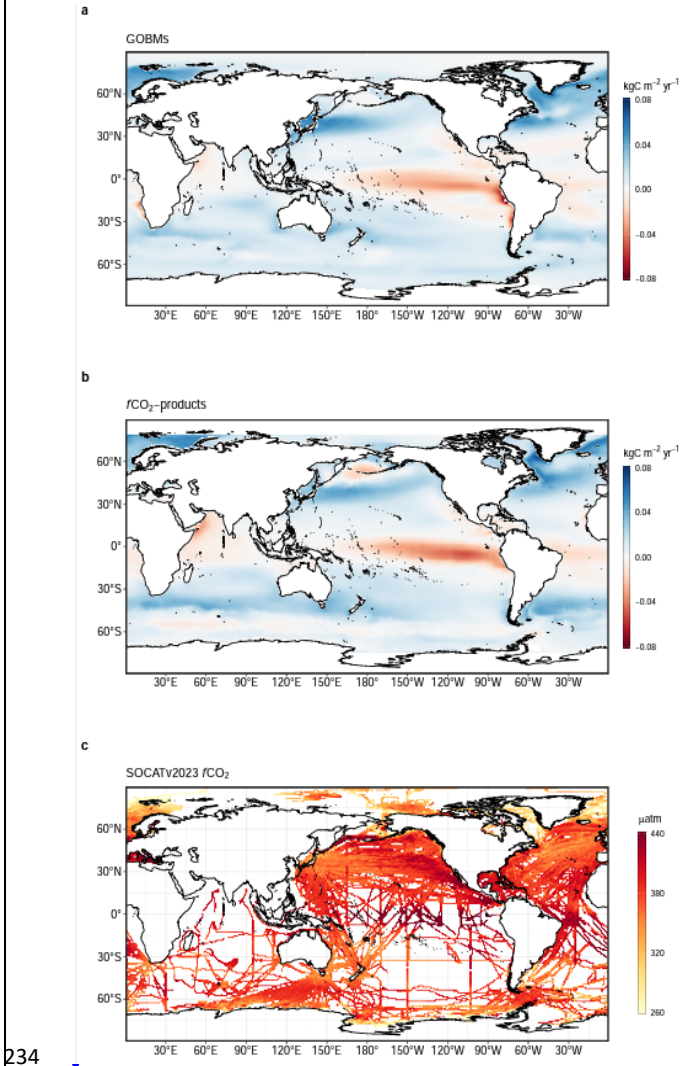 a
GOBMs
kgC m⁻² yr⁻¹
0.08
60°N
30°N
0.04
0°
0.00
30°S
−0.04
60°S
−0.08
30°E 60°E 90°E 120°E 150°E 180° 150°W 120°W 90°W 60°W 30°W
b
fCO₂−products
kgC m⁻² yr⁻¹
0.08
60°N
30°N
0.04
0°
0.00
30°S
−0.04
60°S
−0.08
30°E 60°E 90°E 120°E 150°E 180° 150°W 120°W 90°W 60°W 30°W
c
SOCATv2023 fCO₂
μatm
440
60°N
30°N
380
0°
30°S
320
60°S
260
30°E 60°E 90°E 120°E 150°E 180° 150°W 120°W 90°W 60°W 30°W
234